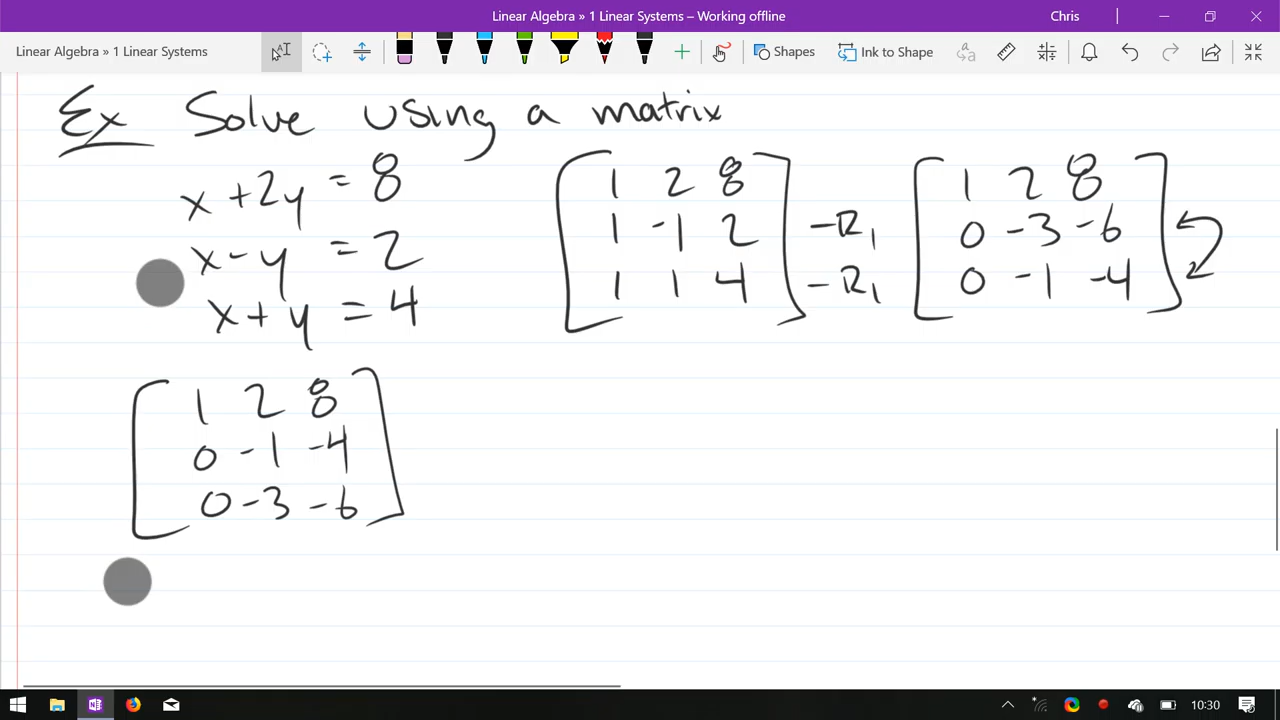 Linear Algebra » 1 Linear Systems – Working offline
Chris
Linear Algebra » 1 Linear Systems
Shapes
Ink to Shape
Ex Solve using a matrix
x + 2y = 8
x - y = 2
x + y = 4
1 2 8
1 -1 2 -R1
1 1 4 -R1
1 2 8
0 -3 -6
0 -1 -4
1 2 8
0 -1 -4
0 -3 -6
10:30